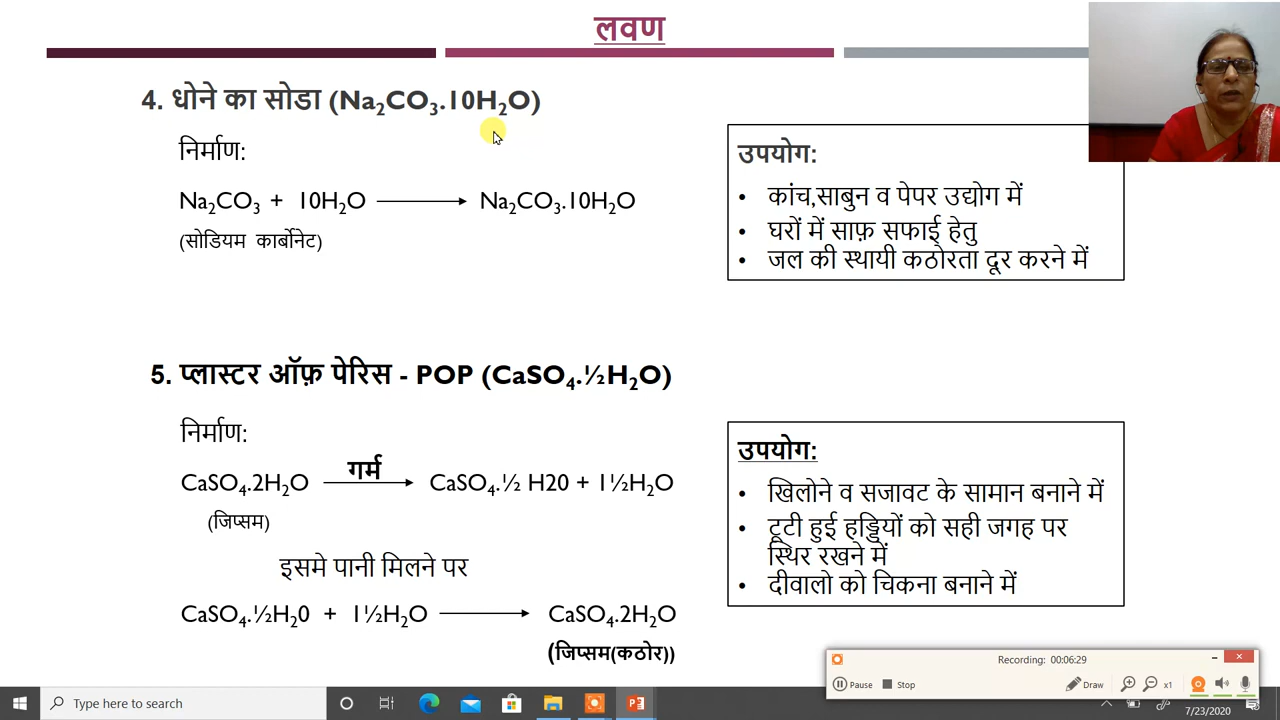 लवण
4. धोने का सोडा (Na₂CO₃.10H₂O)
निर्माण:
Na₂CO₃ + 10H₂O ⟶ Na₂CO₃.10H₂O
(सोडियम कार्बोनेट)
उपयोग:
• कांच,साबुन व पेपर उद्योग में
• घरों में साफ़ सफाई हेतु
• जल की स्थायी कठोरता दूर करने में
5. प्लास्टर ऑफ़ पेरिस - POP (CaSO₄.½H₂O)
निर्माण:
गर्म
CaSO₄.2H₂O ⟶ CaSO₄.½ H20 + 1½H₂O
(जिप्सम)
इसमे पानी मिलने पर
CaSO₄.½H₂0 + 1½H₂O ⟶ CaSO₄.2H₂O
(जिप्सम(कठोर))
उपयोग:
• खिलोने व सजावट के सामान बनाने में
• टूटी हुई हड्डियों को सही जगह पर
स्थिर रखने में
• दीवालो को चिकना बनाने में
Recording: 00:06:29
Pause Stop Draw x1
Type here to search
7/23/2020